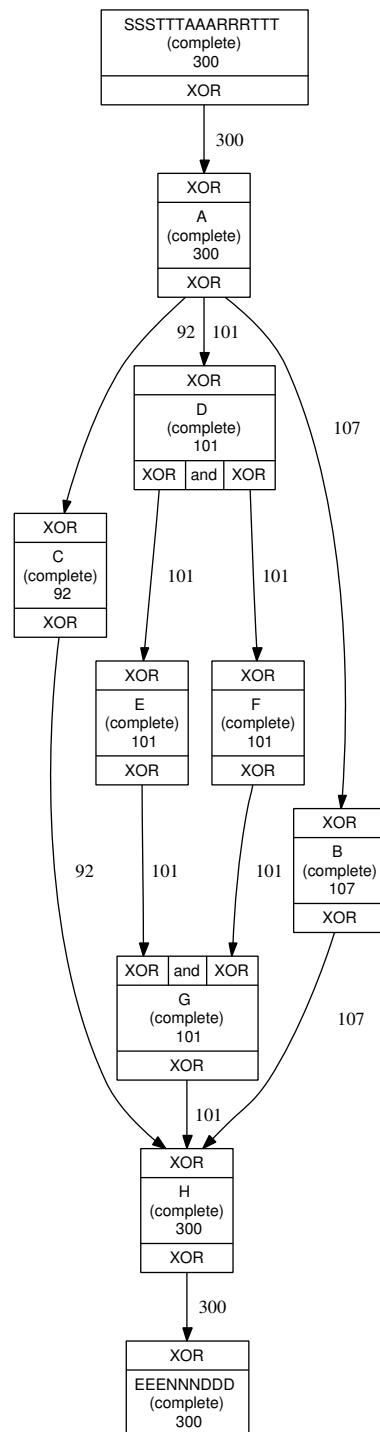 SSSTTTAAARRRTTT
(complete)
300
XOR
300
XOR
A
(complete)
300
XOR
92
101
107
XOR
D
(complete)
101
XOR and XOR
XOR
C
(complete)
92
XOR
101
101
XOR
E
(complete)
101
XOR
XOR
F
(complete)
101
XOR
XOR
B
(complete)
107
XOR
92
101
101
107
XOR and XOR
G
(complete)
101
XOR
101
XOR
H
(complete)
300
XOR
300
XOR
EEENNNDDD
(complete)
300